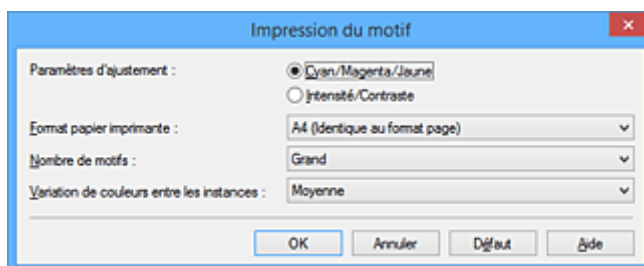 Impression du motif
Paramètres d'ajustement :
Cyan/Magenta/Jaune
Intensité/Contraste
Format papier imprimante :
A4 (Identique au format page)
Nombre de motifs :
Grand
Variation de couleurs entre les instances :
Moyenne
OK Annuler Défaut Aide